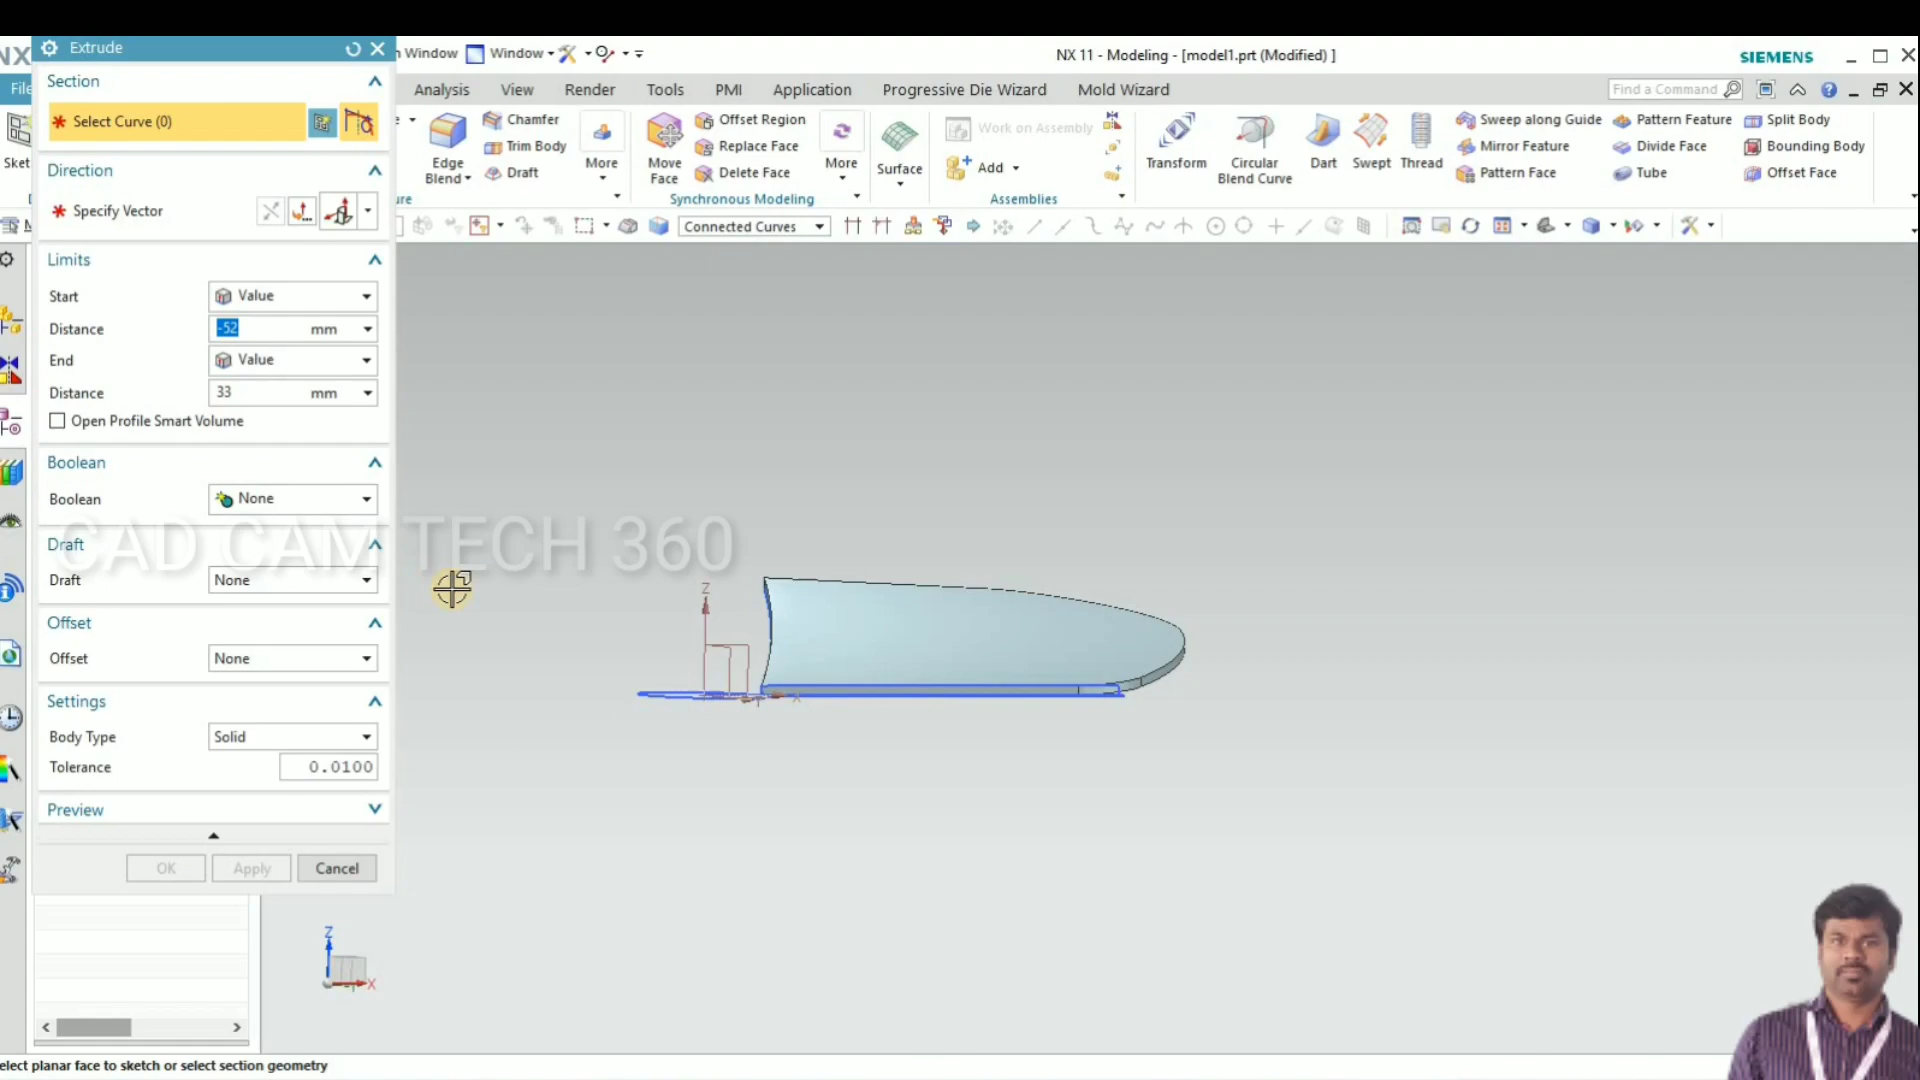 NX
Extrude
n Window
Window
NX 11 - Modeling - [model1.prt (Modified) ]
SIEMENS
File
Analysis
View
Render
Tools
PMI
Application
Progressive Die Wizard
Mold Wizard
Find a Command
Section
* Select Curve (0)
Sket
Edge Blend
Chamfer
Trim Body
Draft
More
ure
Move Face
Offset Region
Replace Face
Delete Face
More
Synchronous Modeling
Surface
Work on Assembly
Add
Assemblies
Transform
Circular Blend Curve
Dart
Swept
Thread
Sweep along Guide
Mirror Feature
Pattern Face
Pattern Feature
Divide Face
Tube
Split Body
Bounding Body
Offset Face
M
Connected Curves
Direction
* Specify Vector
Limits
Start
Value
Distance
-52 mm
End
Value
Distance
33 mm
Open Profile Smart Volume
Boolean
Boolean
None
CAD CAM TECH 360
Draft
Draft
None
Offset
Offset
None
Settings
Body Type
Solid
Tolerance
0.0100
Preview
OK
Apply
Cancel
Z
X
Z
X
elect planar face to sketch or select section geometry